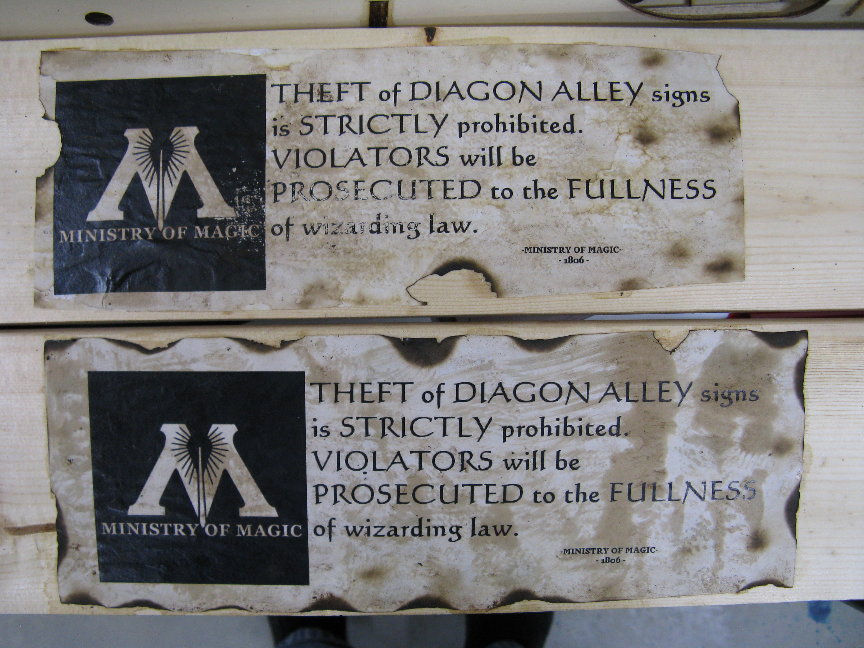 THEFT of DIAGON ALLEY signs
is STRICTLY prohibited.
VIOLATORS will be
PROSECUTED to the FULLNESS
of wizarding law.
MINISTRY OF MAGIC
-MINISTRY OF MAGIC-
- 1806 -
THEFT of DIAGON ALLEY signs
is STRICTLY prohibited.
VIOLATORS will be
PROSECUTED to the FULLNESS
of wizarding law.
MINISTRY OF MAGIC
-MINISTRY OF MAGIC-
- 1806 -